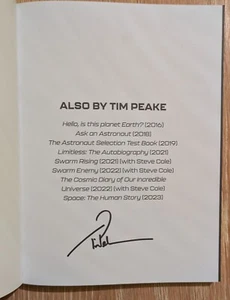 ALSO BY TIM PEAKE
Hello, is this planet Earth? (2016)
Ask an Astronaut (2018)
The Astronaut Selection Test Book (2019)
Limitless: The Autobiography (2021)
Swarm Rising (2021) (with Steve Cole)
Swarm Enemy (2022) (with Steve Cole)
The Cosmic Diary of Our Incredible
Universe (2022) (with Steve Cole)
Space: The Human Story (2023)